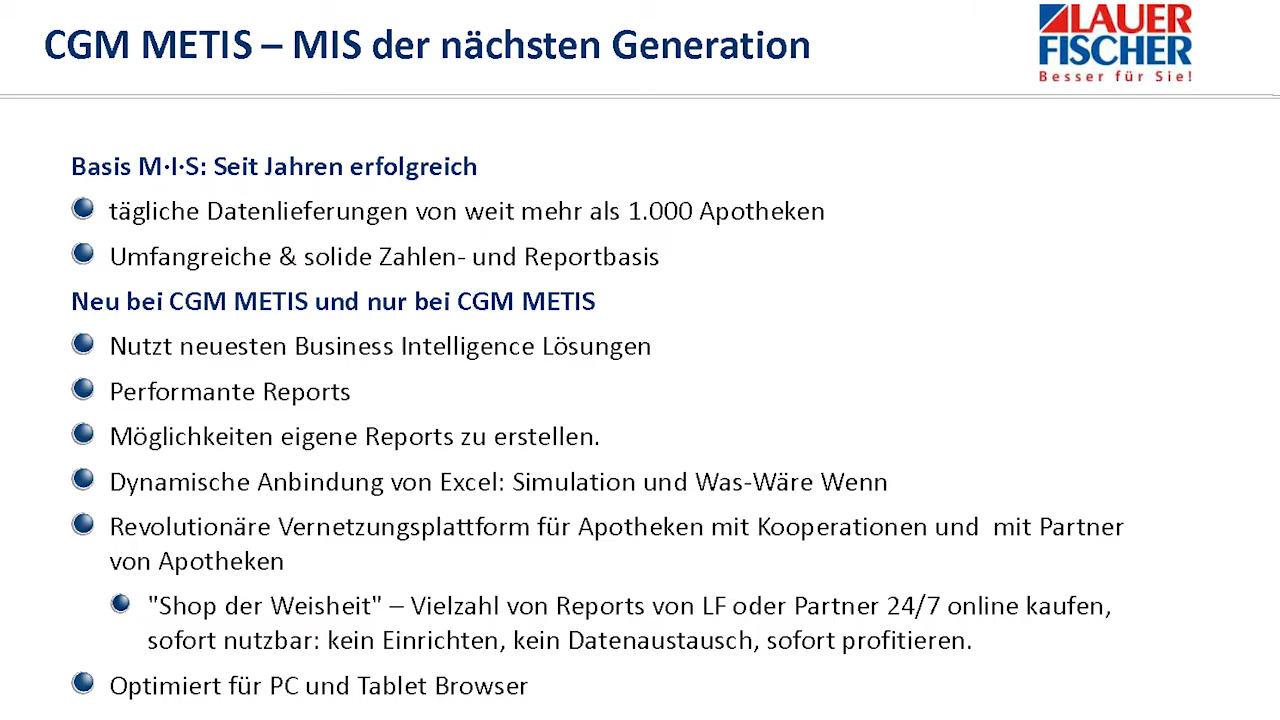 CGM METIS – MIS der nächsten Generation
LAUER
FISCHER
Besser für Sie!
Basis M·I·S: Seit Jahren erfolgreich
tägliche Datenlieferungen von weit mehr als 1.000 Apotheken
Umfangreiche & solide Zahlen- und Reportbasis
Neu bei CGM METIS und nur bei CGM METIS
Nutzt neuesten Business Intelligence Lösungen
Performante Reports
Möglichkeiten eigene Reports zu erstellen.
Dynamische Anbindung von Excel: Simulation und Was-Wäre Wenn
Revolutionäre Vernetzungsplattform für Apotheken mit Kooperationen und  mit Partner
von Apotheken
"Shop der Weisheit" – Vielzahl von Reports von LF oder Partner 24/7 online kaufen,
sofort nutzbar: kein Einrichten, kein Datenaustausch, sofort profitieren.
Optimiert für PC und Tablet Browser